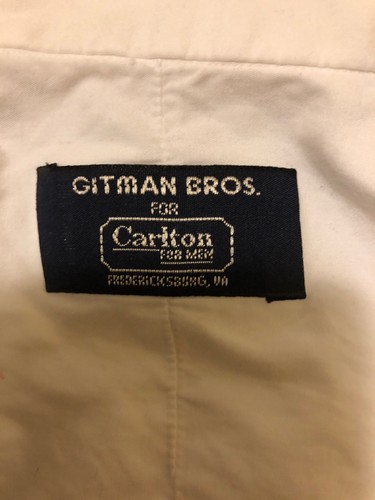 GITMAN BROS.
FOR
Carlton
FOR MEN
FREDERICKSBURG, VA